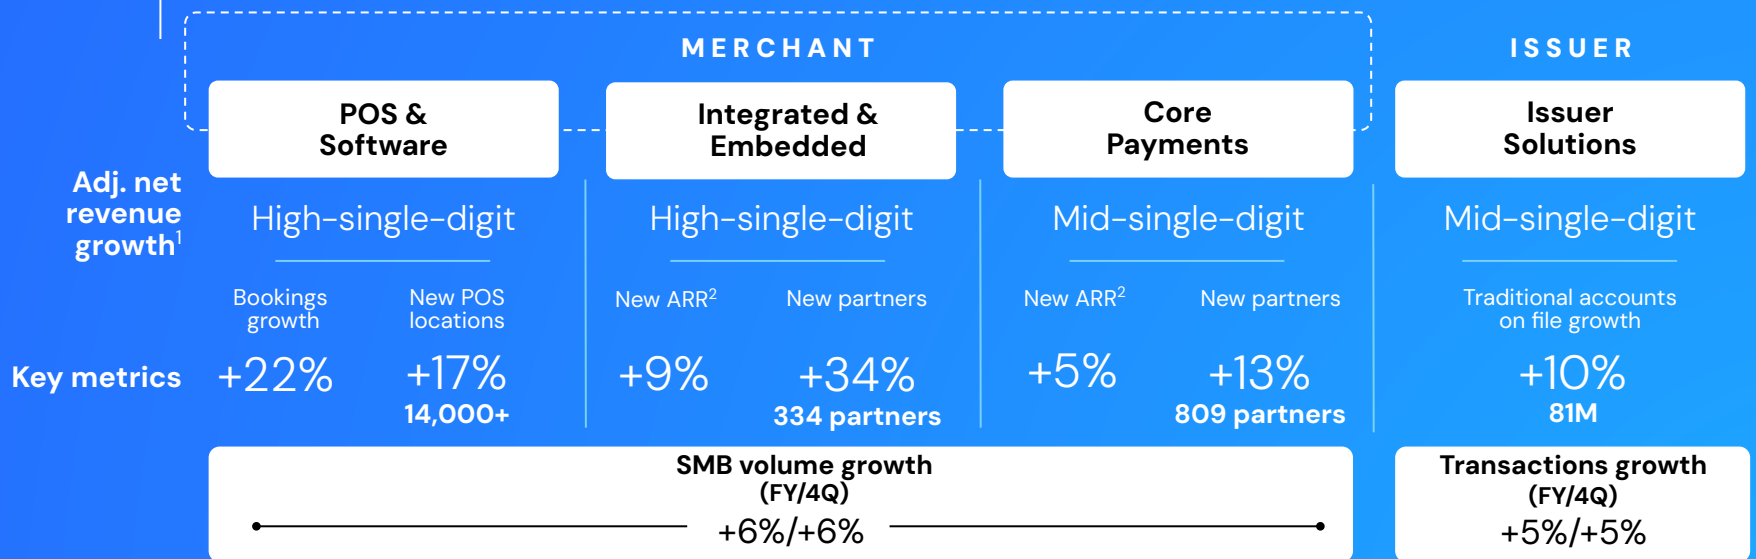 MERCHANT
ISSUER
POS &
Software
Integrated &
Embedded
Core
Payments
Issuer
Solutions
Adj. net
revenue
growth¹
High-single-digit
High-single-digit
Mid-single-digit
Mid-single-digit
Bookings
growth
New POS
locations
New ARR²
New partners
New ARR²
New partners
Traditional accounts
on file growth
Key metrics
+22%
+17%
14,000+
+9%
+34%
334 partners
+5%
+13%
809 partners
+10%
81M
SMB volume growth
(FY/4Q)
+6%/+6%
Transactions growth
(FY/4Q)
+5%/+5%